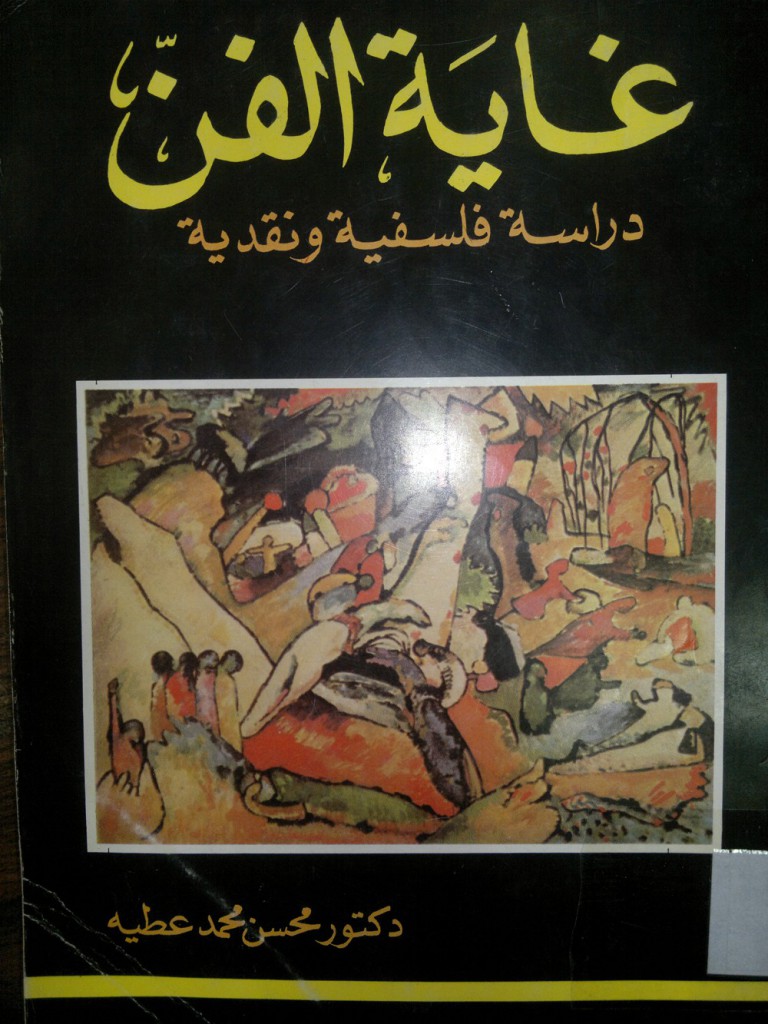 غاية الفنّ
دراسة فلسفية ونقدية
دكتور محسن محمد عطيه